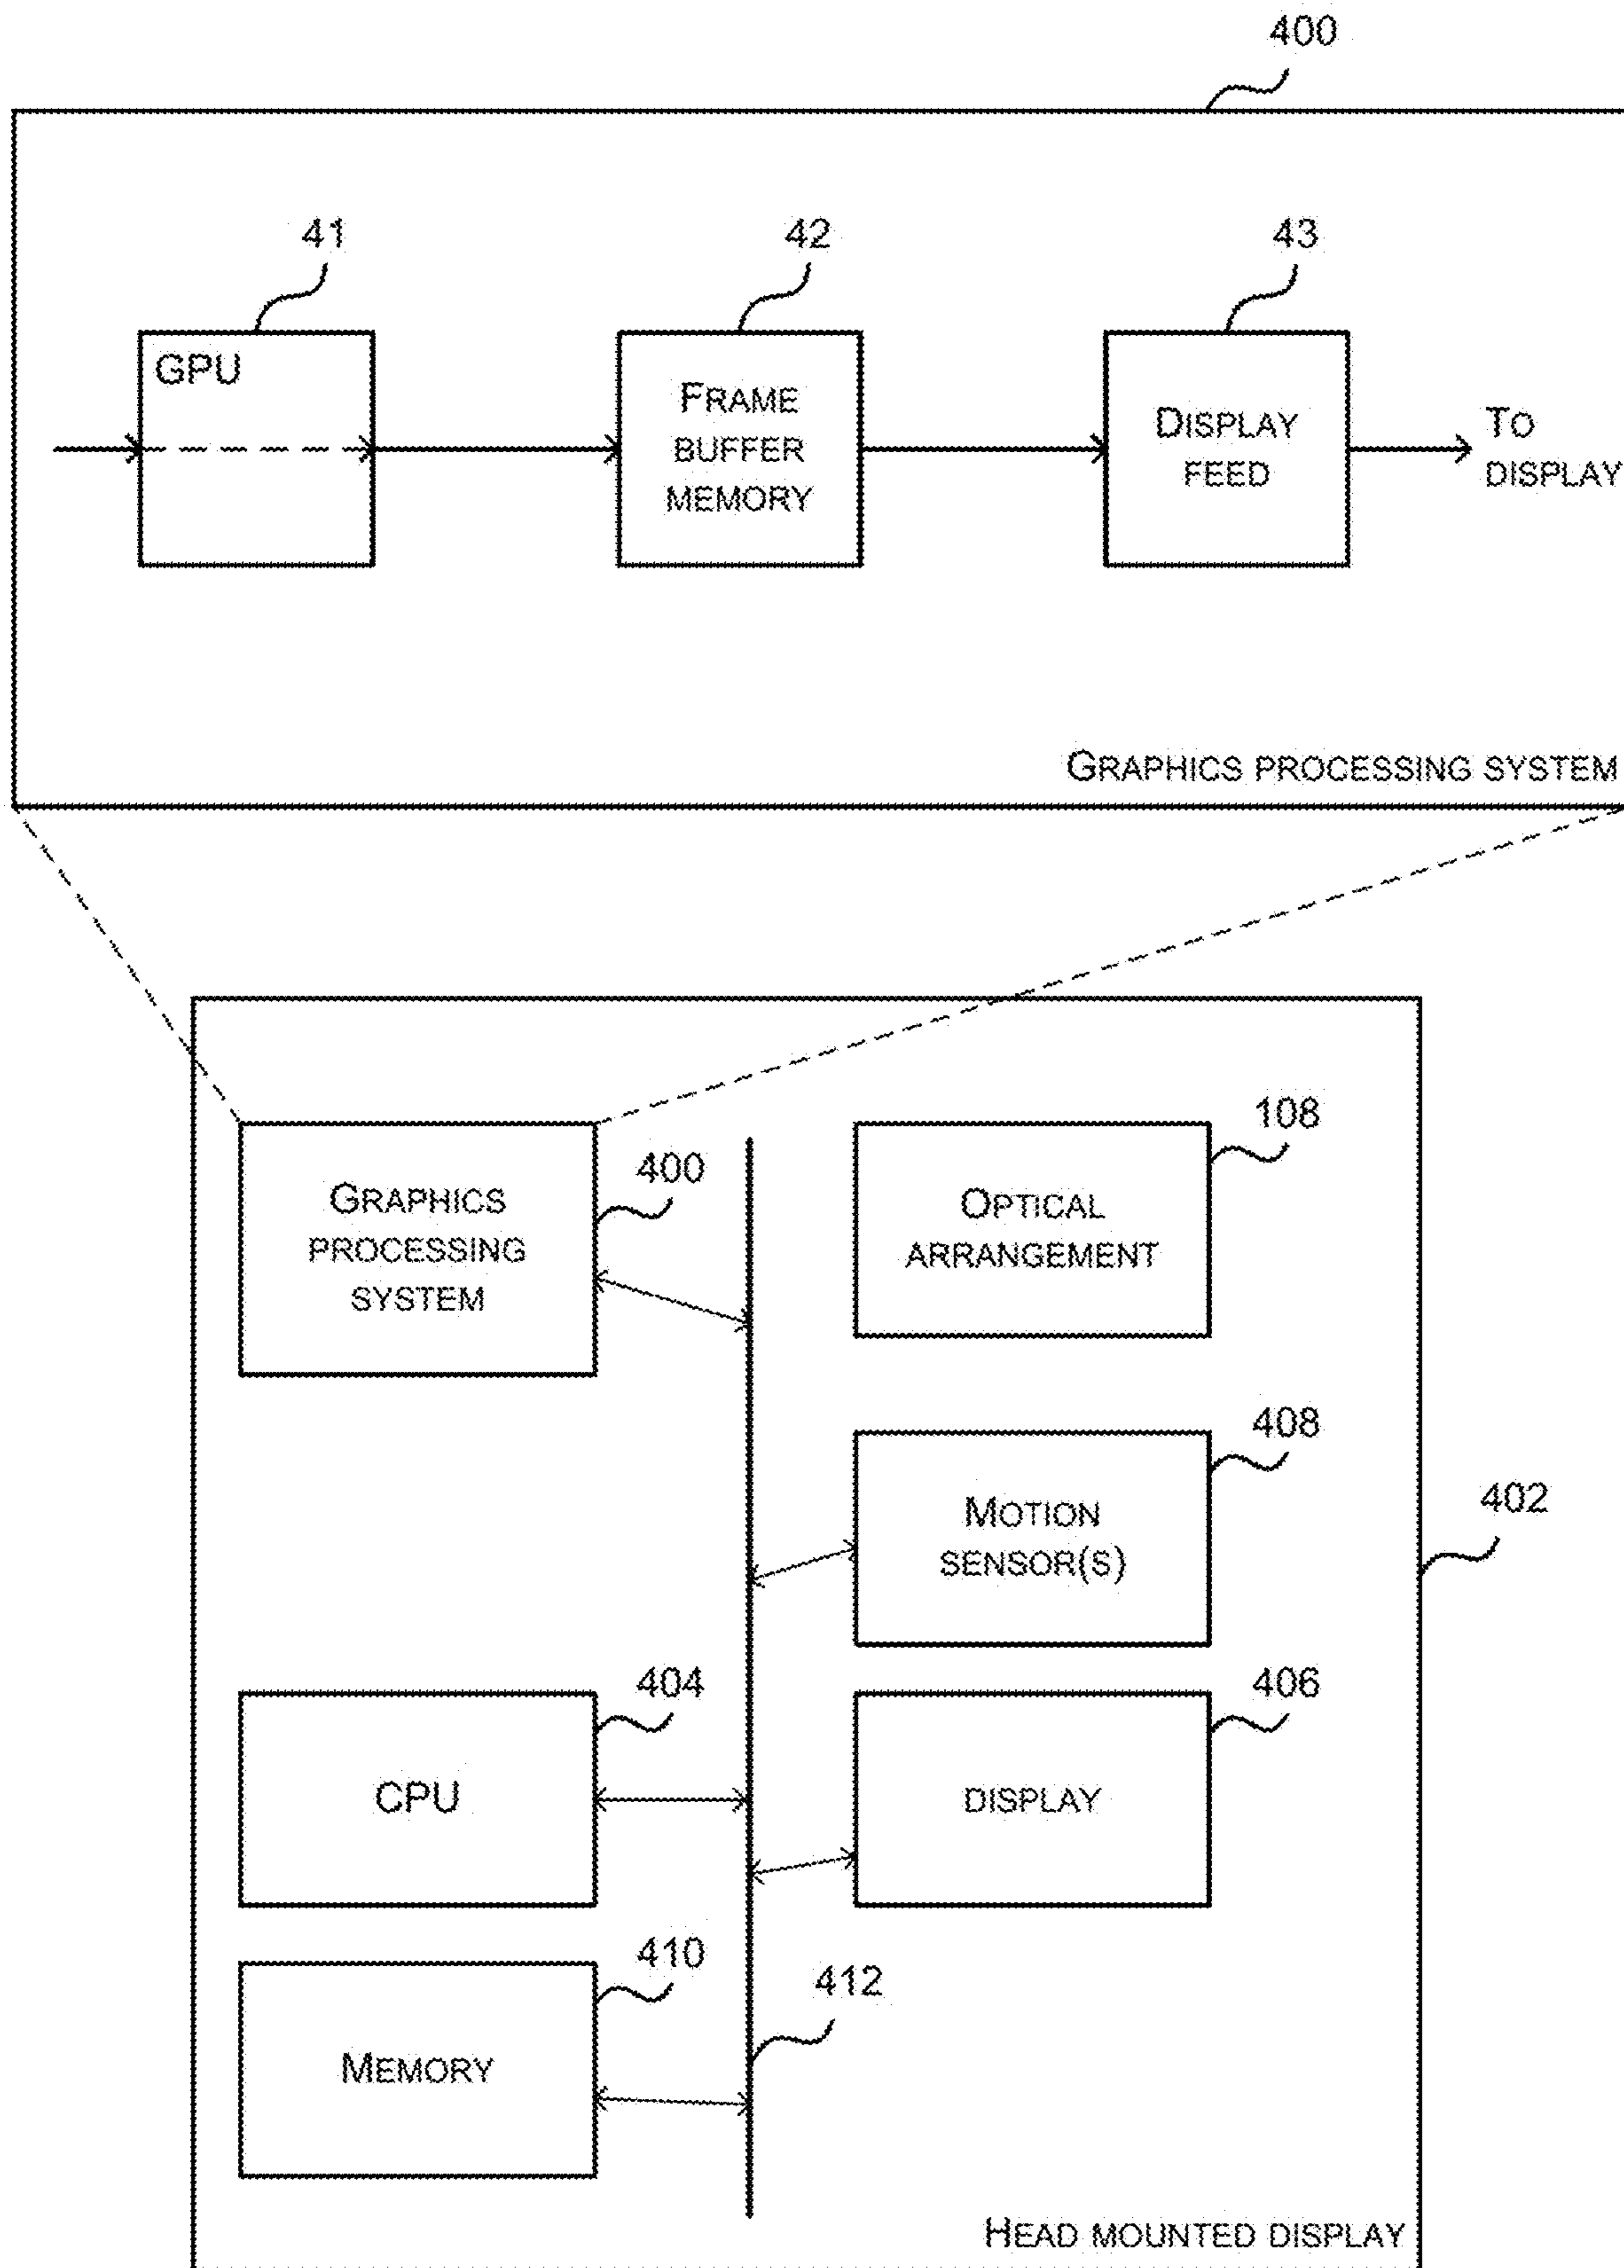 400
41
42
43
GPU
FRAME
BUFFER
MEMORY
DISPLAY
FEED
TO
DISPLAY
GRAPHICS PROCESSING SYSTEM
400
GRAPHICS
PROCESSING
SYSTEM
108
OPTICAL
ARRANGEMENT
408
MOTION
SENSOR(S)
402
404
CPU
406
DISPLAY
410
MEMORY
412
HEAD MOUNTED DISPLAY